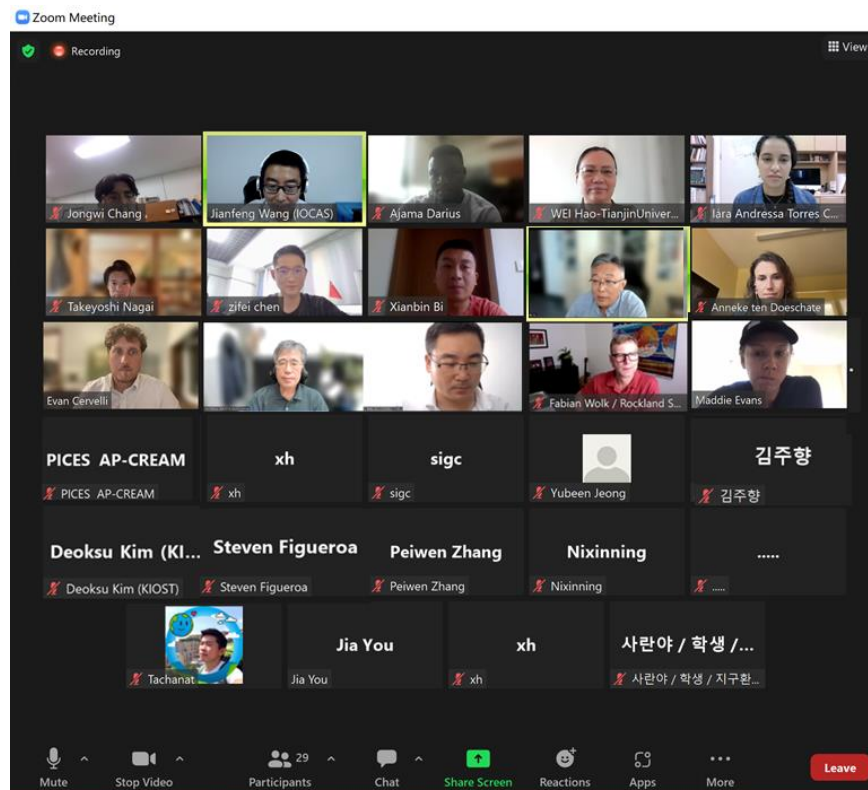 Zoom Meeting
Recording
View
Jongwi Chang
Jianfeng Wang (IOCAS)
Ajama Darius
WEI Hao-TianjinUniver...
Iara Andressa Torres C...
Takeyoshi Nagai
zifei chen
Xianbin Bi
Anneke ten Doeschate
Evan Cervelli
Fabian Wolk / Rockland S...
Maddie Evans
PICES AP-CREAM
xh
sigc
김주향
PICES AP-CREAM
xh
sigc
Yubeen Jeong
김주향
Deoksu Kim (KI...
Steven Figueroa
Peiwen Zhang
Nixinning
.....
Deoksu Kim (KIOST)
Steven Figueroa
Peiwen Zhang
Nixinning
.....
Jia You
xh
사란야 / 학생 /...
Tachanat
Jia You
xh
사란야 / 학생 / 지구환...
29
Mute
Stop Video
Participants
Chat
Share Screen
Reactions
Apps
More
Leave